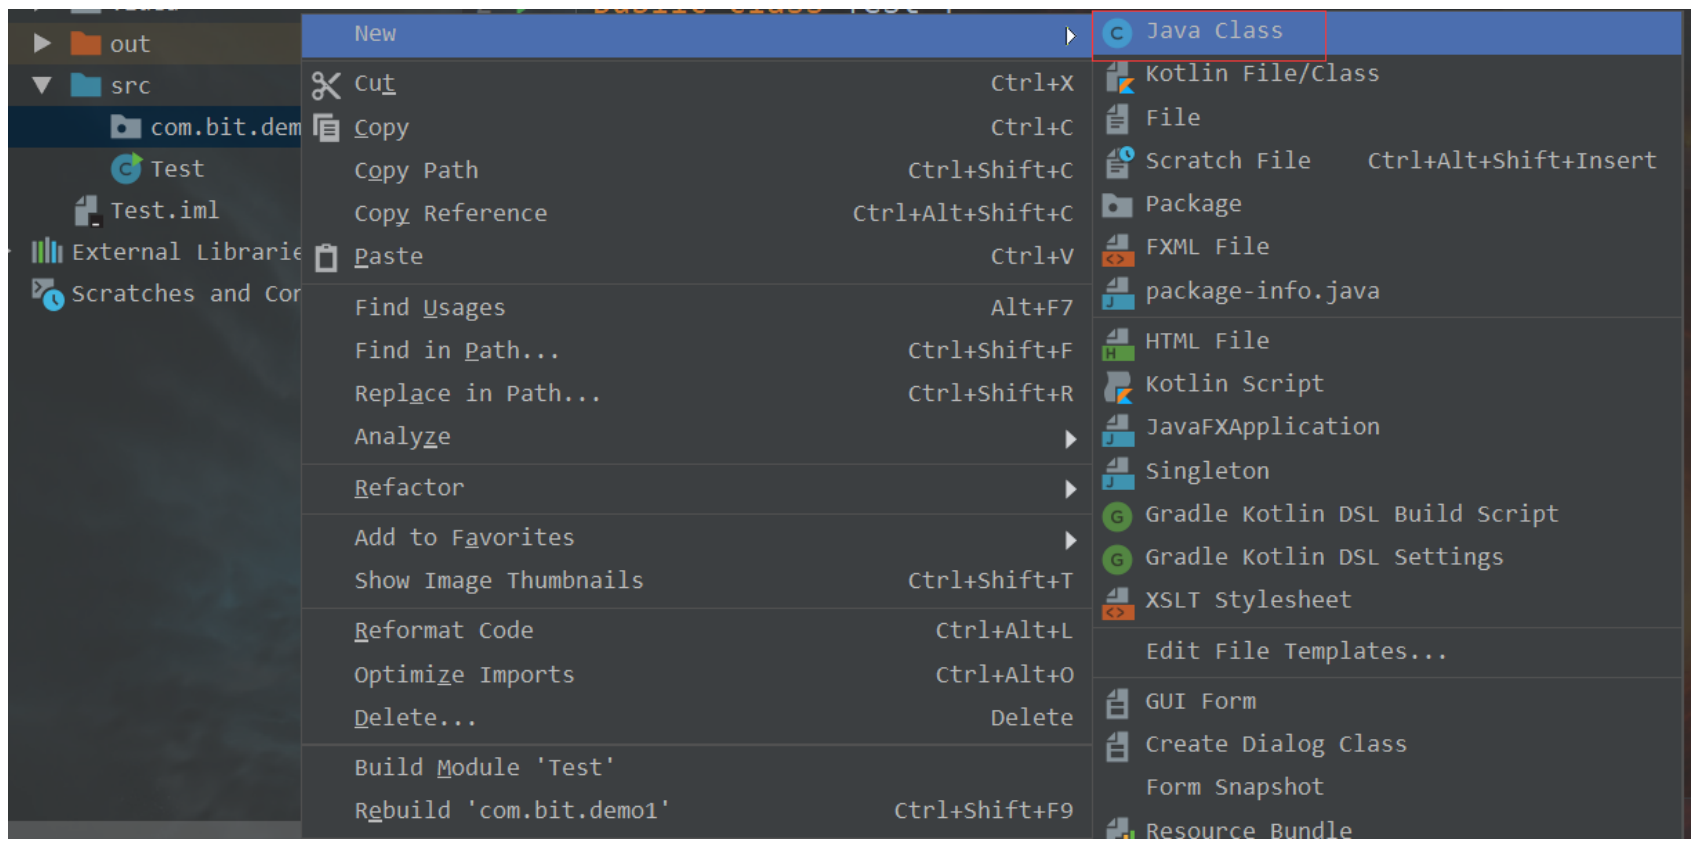 out
src
com.bit.dem
Test
Test.iml
External Librarie
Scratches and Con
New
Cut Ctrl+X
Copy Ctrl+C
Copy Path Ctrl+Shift+C
Copy Reference Ctrl+Alt+Shift+C
Paste Ctrl+V
Find Usages Alt+F7
Find in Path... Ctrl+Shift+F
Replace in Path... Ctrl+Shift+R
Analyze
Refactor
Add to Favorites
Show Image Thumbnails Ctrl+Shift+T
Reformat Code Ctrl+Alt+L
Optimize Imports Ctrl+Alt+O
Delete... Delete
Build Module 'Test'
Rebuild 'com.bit.demo1' Ctrl+Shift+F9
Java Class
Kotlin File/Class
File
Scratch File Ctrl+Alt+Shift+Insert
Package
FXML File
package-info.java
HTML File
Kotlin Script
JavaFXApplication
Singleton
Gradle Kotlin DSL Build Script
Gradle Kotlin DSL Settings
XSLT Stylesheet
Edit File Templates...
GUI Form
Create Dialog Class
Form Snapshot
Resource Bundle